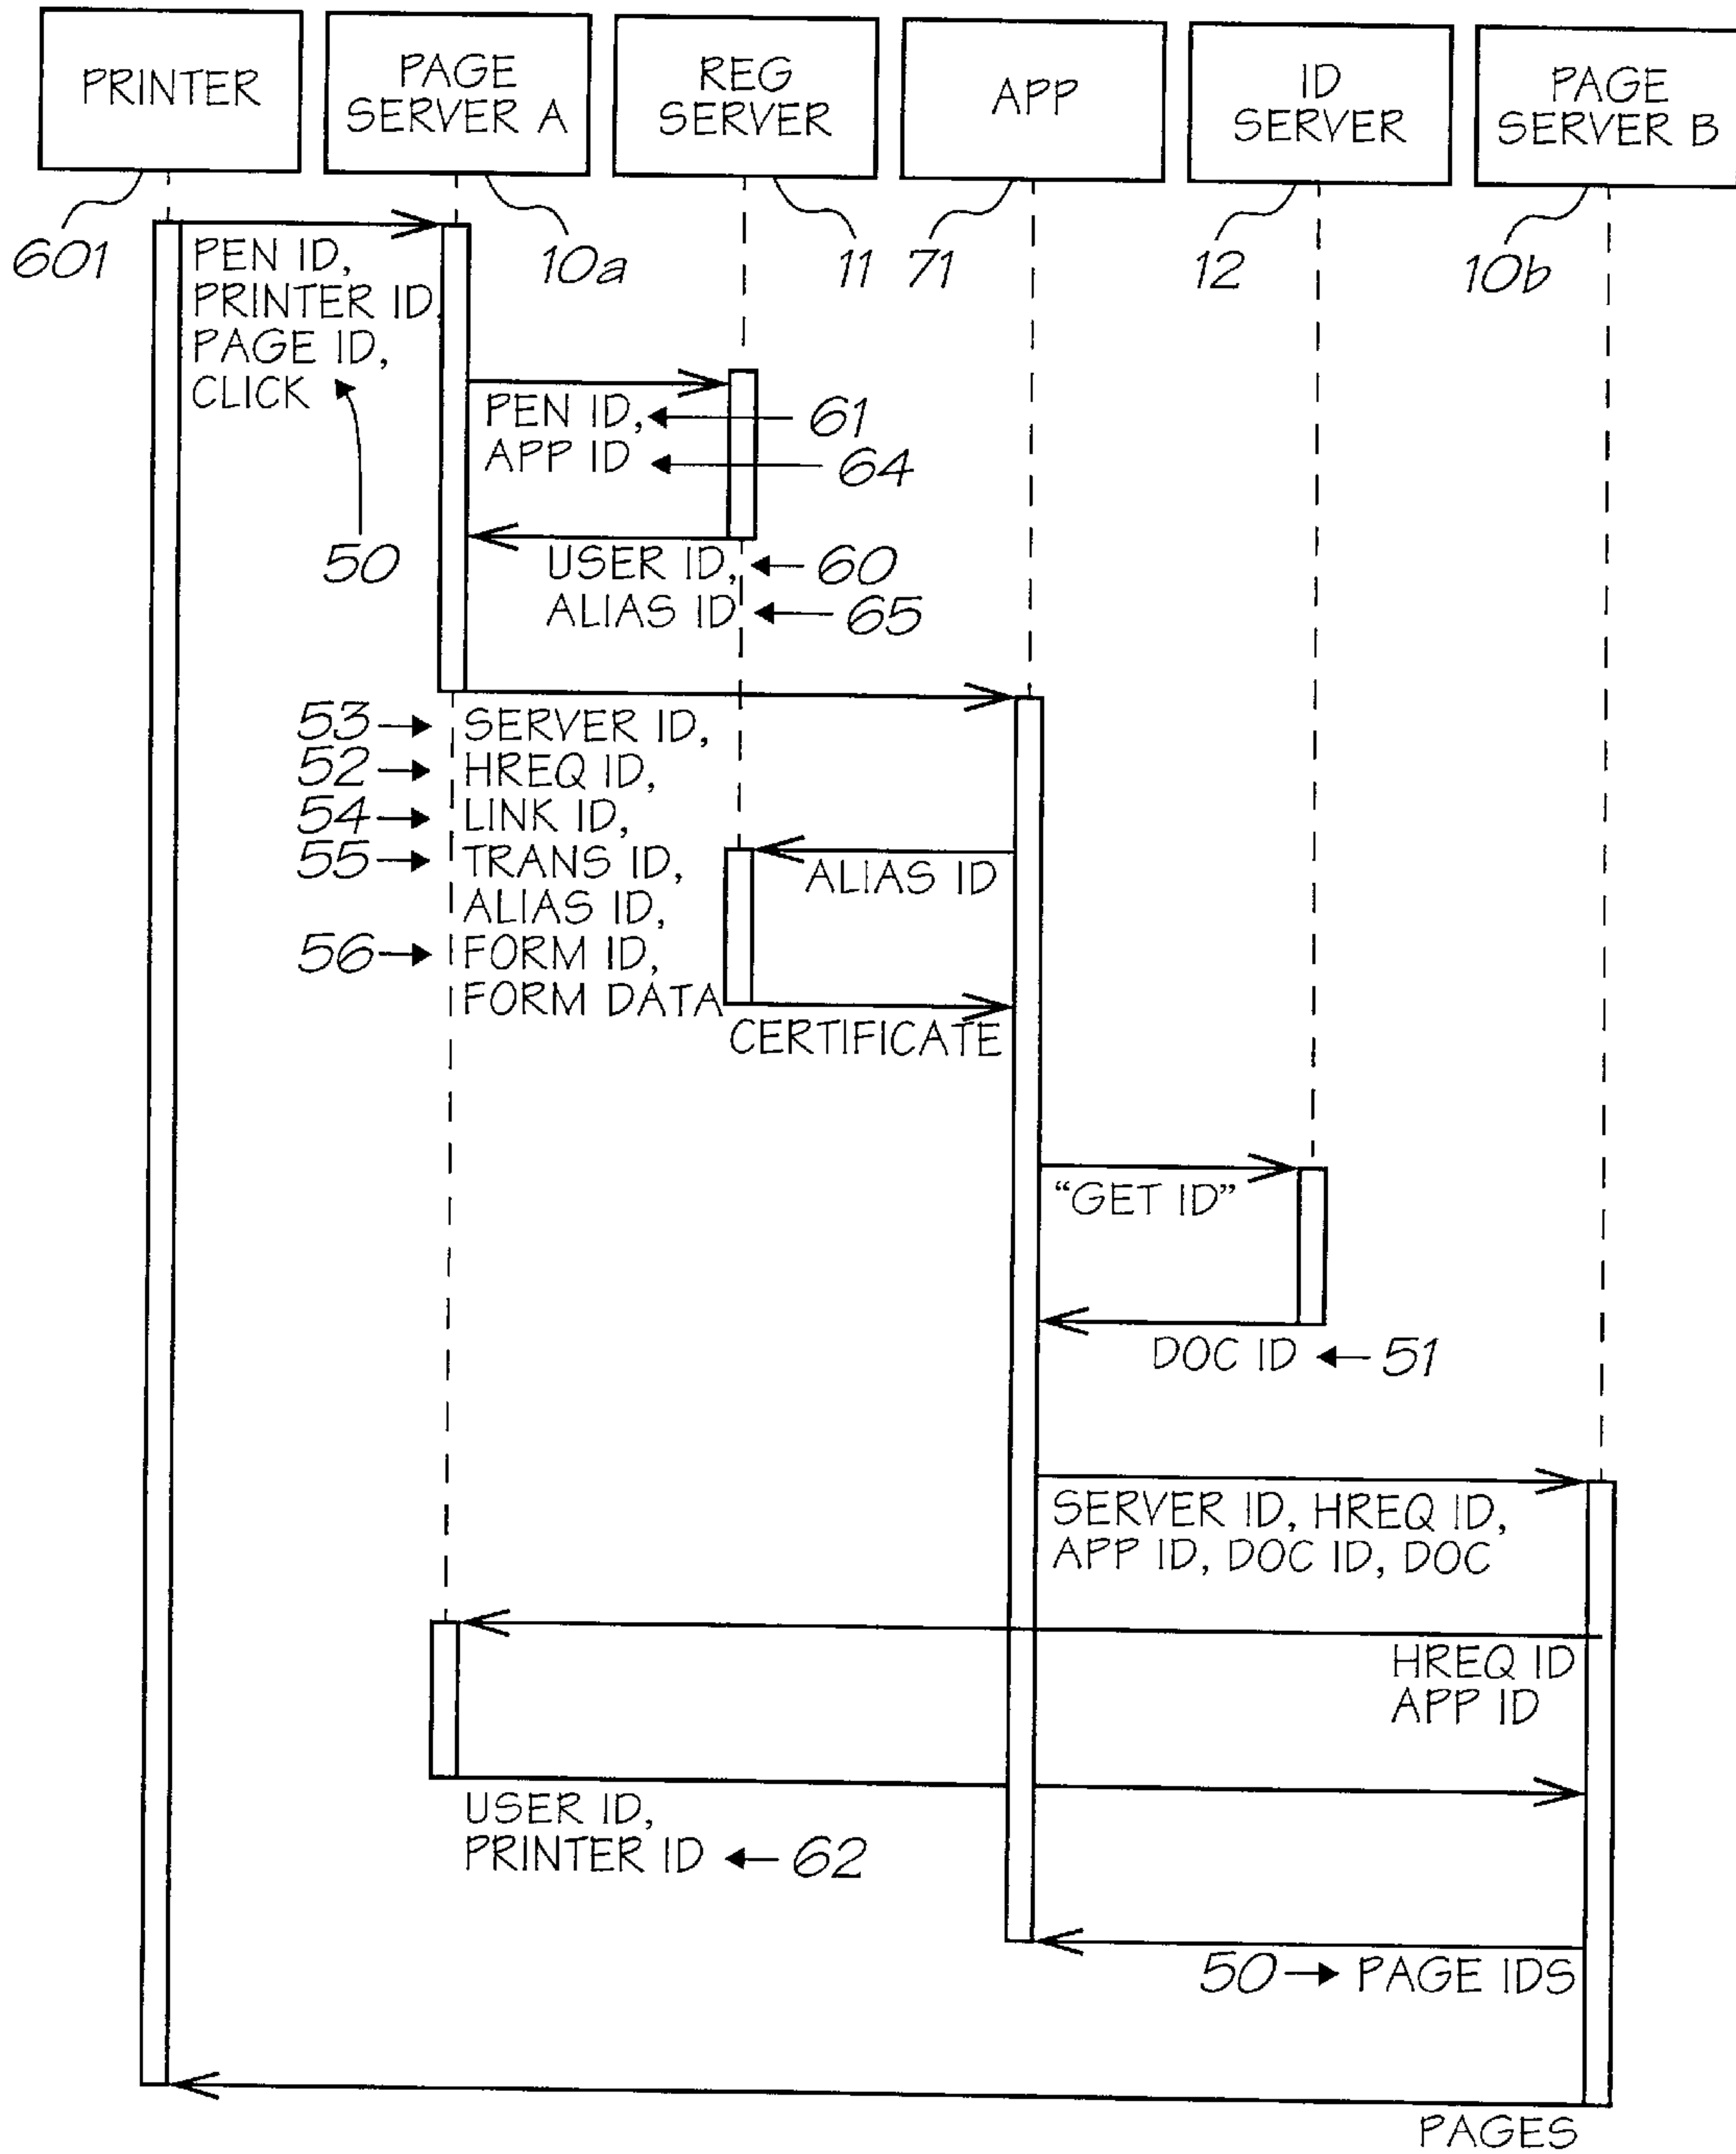 PRINTER
PAGE
SERVER A
REG
SERVER
APP
ID
SERVER
PAGE
SERVER B
601
10a
11
71
12
10b
PEN ID,
PRINTER ID,
PAGE ID,
CLICK
50
PEN ID,
61
APP ID
64
USER ID,
60
ALIAS ID
65
53
SERVER ID,
52
HREQ ID,
54
LINK ID,
55
TRANS ID,
ALIAS ID,
56
FORM ID,
FORM DATA
ALIAS ID
CERTIFICATE
“GET ID”
DOC ID
51
SERVER ID, HREQ ID,
APP ID, DOC ID, DOC
HREQ ID
APP ID
USER ID,
PRINTER ID
62
50
PAGE IDS
PAGES